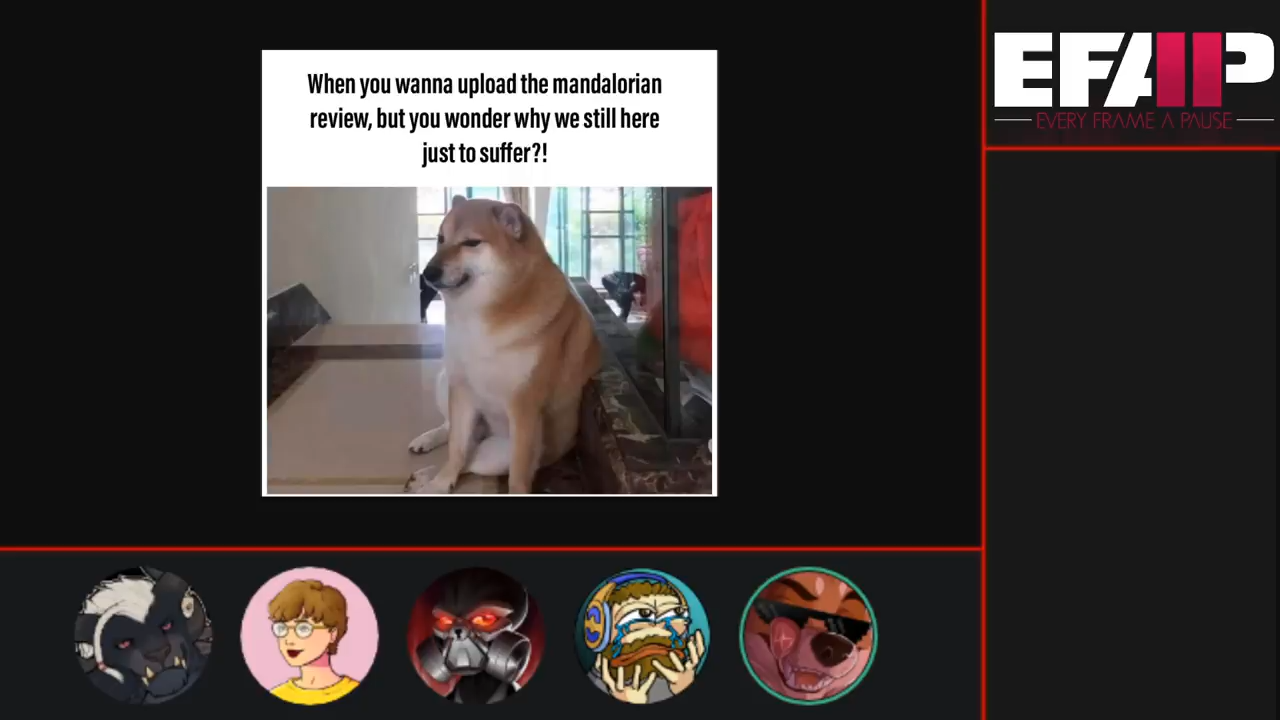 When you wanna upload the mandalorian
review, but you wonder why we still here
just to suffer?!
EFAP
EVERY FRAME A PAUSE